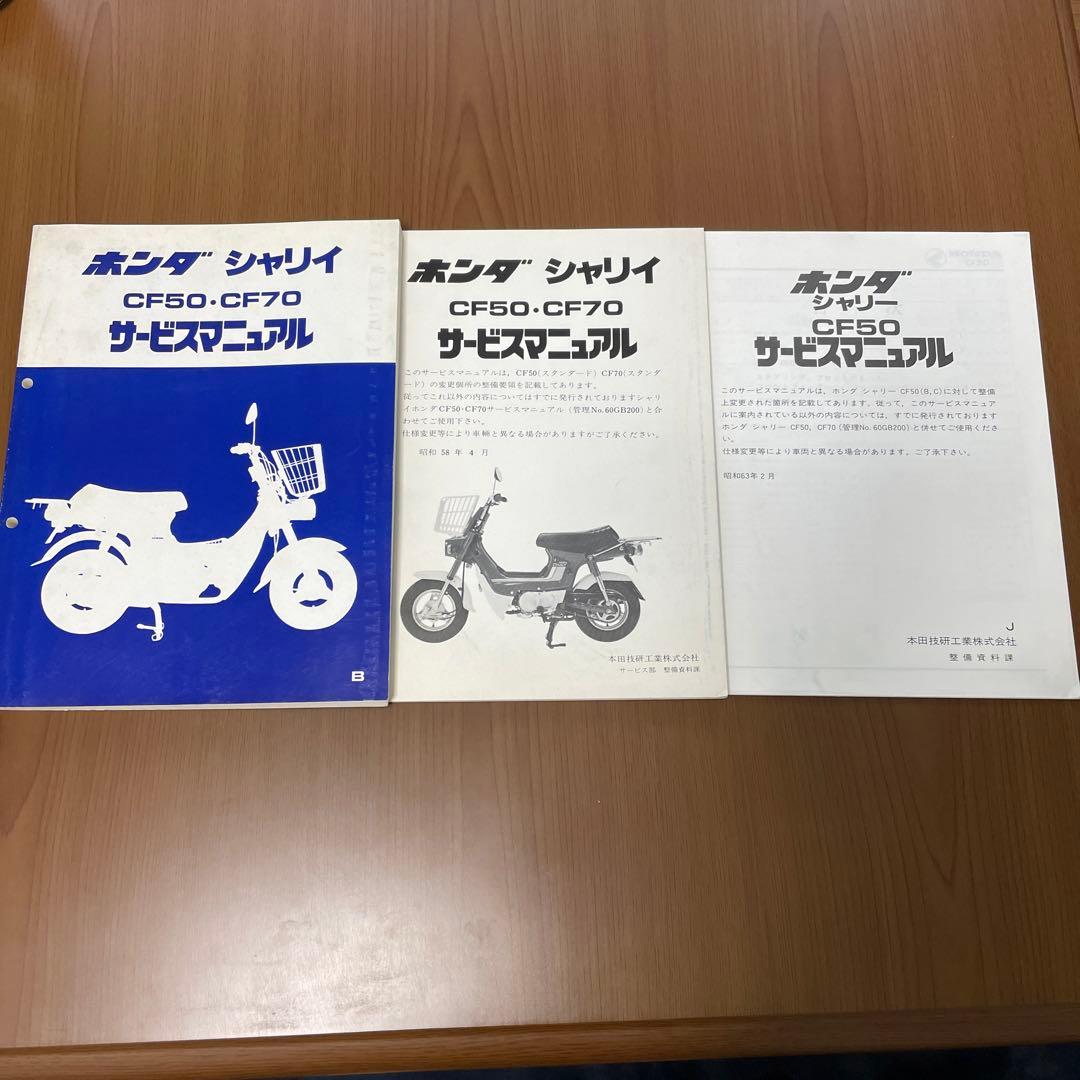 ホンダ シャリイ
CF50・CF70
サービスマニュアル
B
ホンダ シャリイ
CF50・CF70
サービスマニュアル
このサービスマニュアルは，CF50(スタンダード) CF70(スタンダ
ード) の変更個所の整備要領を記載してあります。
従ってこれ以外の内容についてはすでに発行されておりますシャリ
イホンダCF50・CF70サービスマニュアル (管理No.60GB200) と合
わせてご使用下さい。
仕様変更等により車輌と異なる場合がありますがご了承ください。
昭和 58 年 4 月
本田技研工業株式会社
サービス部 整備資料課
ホンダ
シャリー
CF50
サービスマニュアル
このサービスマニュアルは、ホンダ シャリー CF50(B,C)に対して整備
上変更された箇所を記載してあります。従って、このサービスマニュア
ルに案内されている以外の内容については、すでに発行されております
ホンダ シャリー CF50, CF70(管理No.60GB200)と併せてご使用くださ
い。
仕様変更等により車両と異なる場合があります。ご了承下さい。
昭和63年2月
J
本田技研工業株式会社
整備資料課